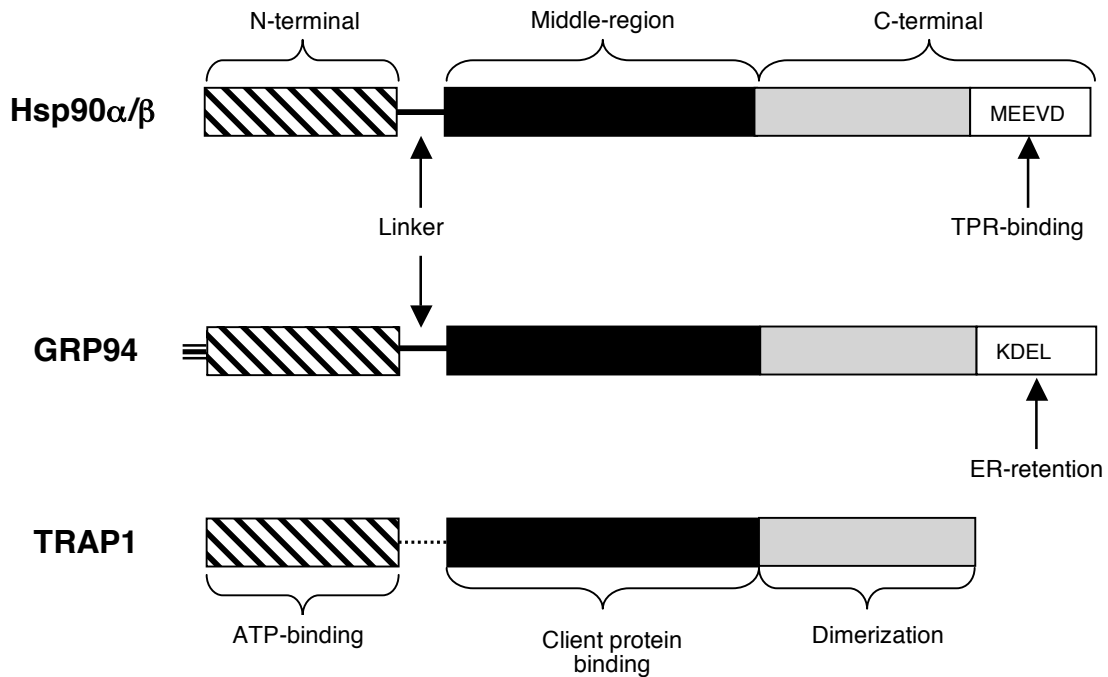 N-terminal
Middle-region
C-terminal
Hsp90α/β
MEEVD
Linker
TPR-binding
GRP94
KDEL
ER-retention
TRAP1
ATP-binding
Client protein
binding
Dimerization